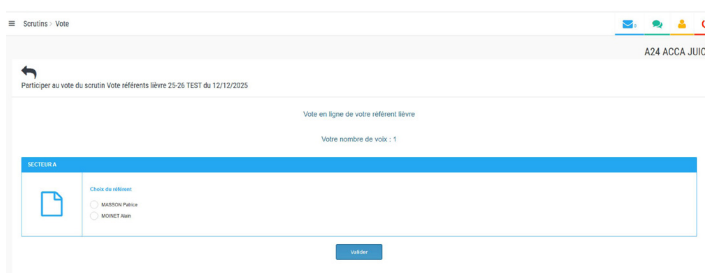 Scrutins > Vote
A24 ACCA JUIC
Participer au vote du scrutin Vote référents lièvre 25-26 TEST du 12/12/2025
Vote en ligne de votre référent lièvre
Votre nombre de voix : 1
SECTEUR A
Choix du référent
MASSON Patrice
MOINET Alain
valider